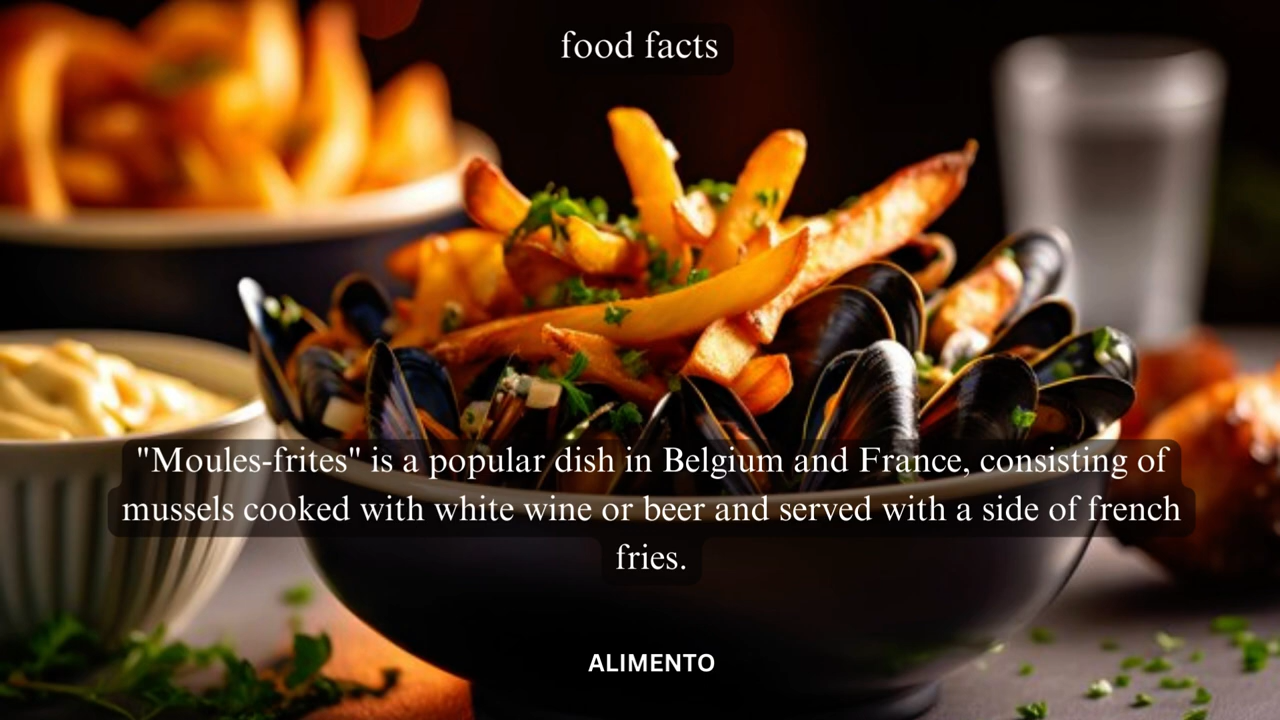 food facts
"Moules-frites" is a popular dish in Belgium and France, consisting of
mussels cooked with white wine or beer and served with a side of french
fries.
ALIMENTO